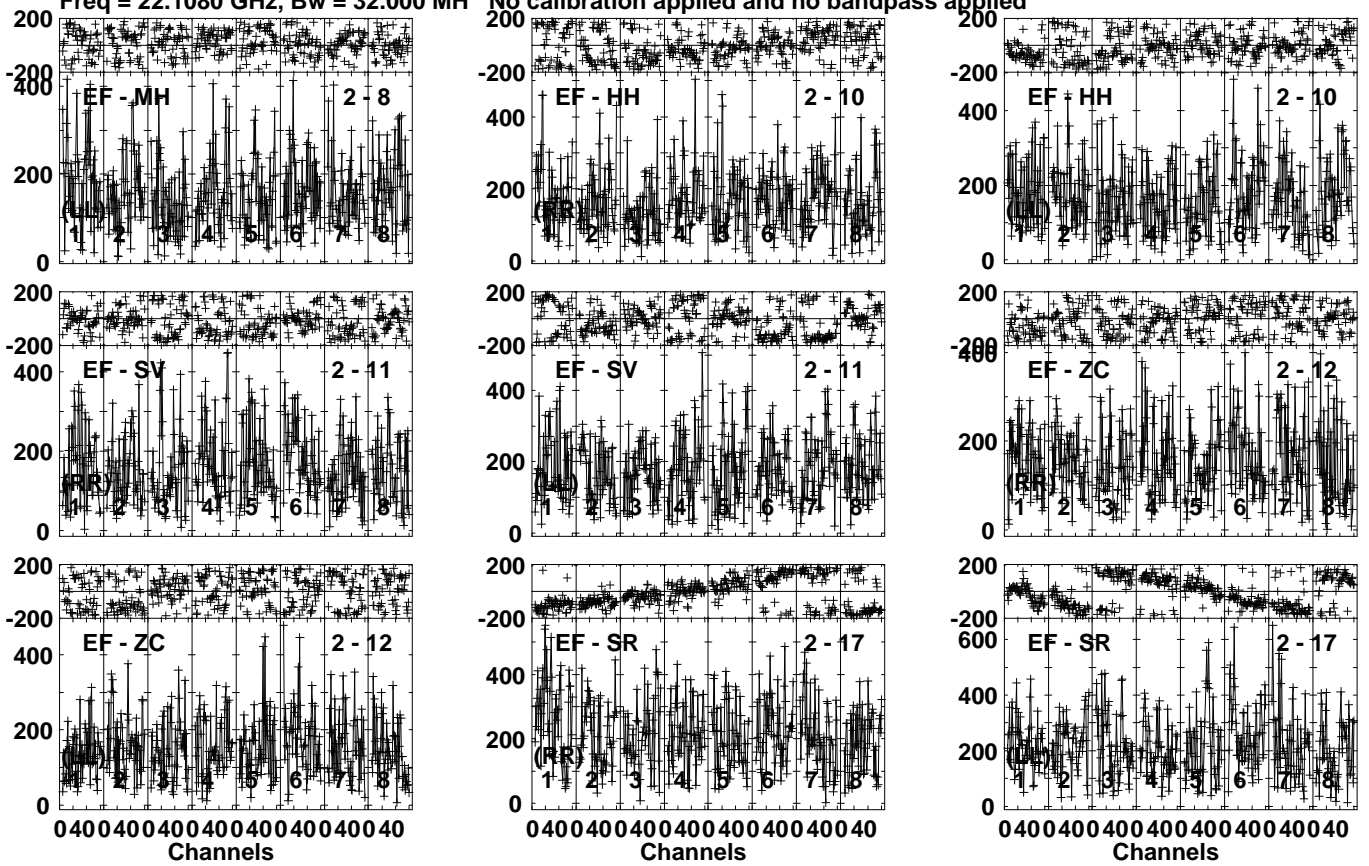 Freq = 22.1080 GHz, Bw = 32.000 MH No calibration applied and no bandpass applied
200
-200
400
200
0
EF - MH 2 - 8
(LL)
1 2 3 4 5 6 7 8
200
-200
400
200
0
EF - HH 2 - 10
(RR)
1 2 3 4 5 6 7 8
200
-200
400
200
0
EF - HH 2 - 10
(LL)
1 2 3 4 5 6 7 8
200
-200
400
200
0
EF - SV 2 - 11
(RR)
1 2 3 4 5 6 7 8
200
-200
400
200
0
EF - SV 2 - 11
(LL)
1 2 3 4 5 6 7 8
200
-200
400
200
0
EF - ZC 2 - 12
(RR)
1 2 3 4 5 6 7 8
200
-200
400
200
0
EF - ZC 2 - 12
(LL)
1 2 3 4 5 6 7 8
0 40 0 40 0 40 0 40 0 40 0 40 0 40 0 40
Channels
200
-200
400
200
0
EF - SR 2 - 17
(RR)
1 2 3 4 5 6 7 8
0 40 0 40 0 40 0 40 0 40 0 40 0 40 0 40
Channels
200
-200
600
400
200
0
EF - SR 2 - 17
(LL)
1 2 3 4 5 6 7 8
0 40 0 40 0 40 0 40 0 40 0 40 0 40 0 40
Channels